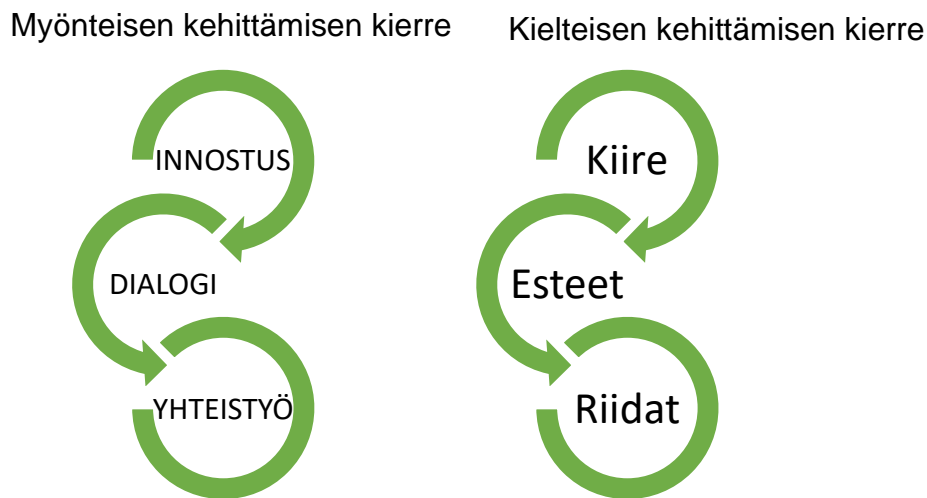 Myönteisen kehittämisen kierre
Kielteisen kehittämisen kierre
INNOSTUS
DIALOGI
YHTEISTYÖ
Kiire
Esteet
Riidat